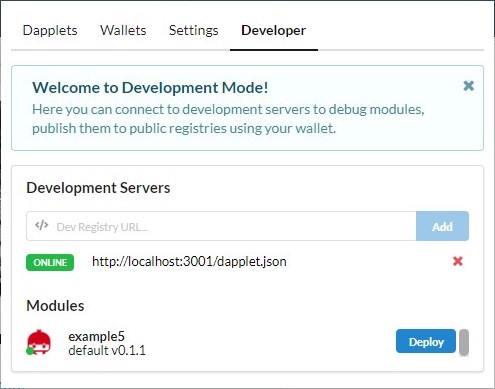 Dapplets Wallets Settings Developer
Welcome to Development Mode!
Here you can connect to development servers to debug modules,
publish them to public registries using your wallet.
Development Servers
</> Dev Registry URL... Add
ONLINE http://localhost:3001/dapplet.json
Modules
example5
default v0.1.1
Deploy